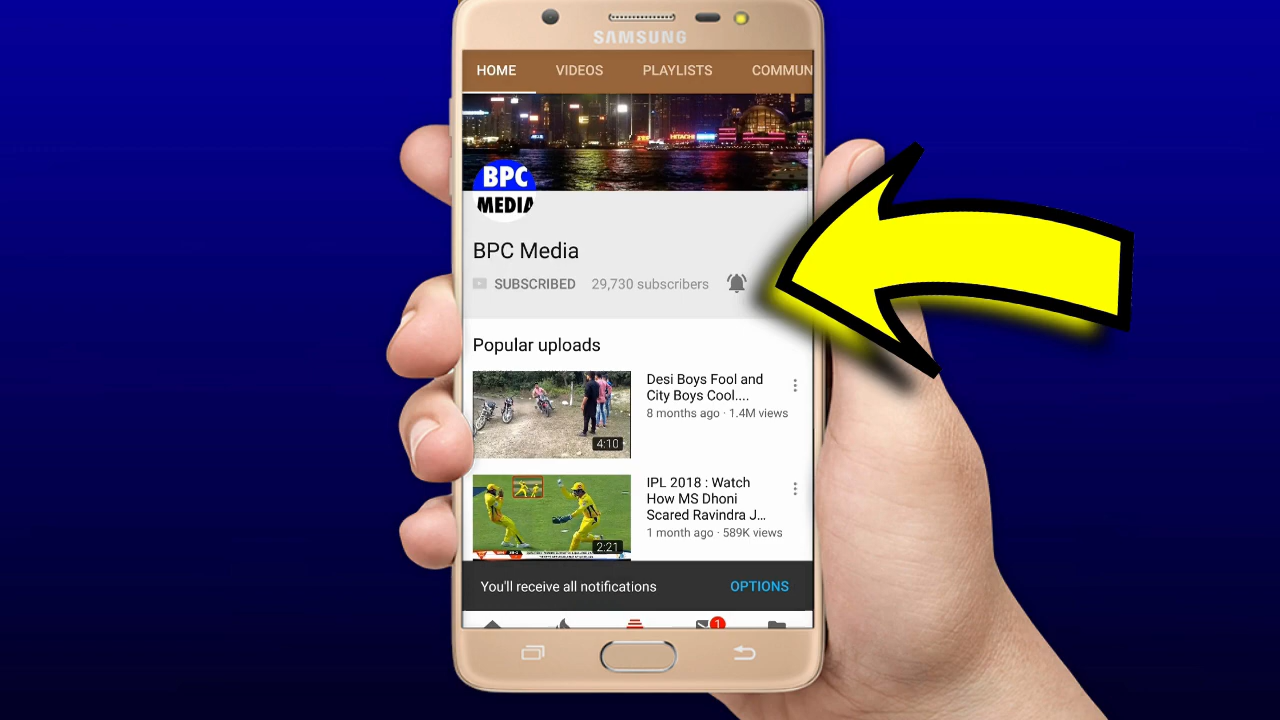 SAMSUNG
HOME VIDEOS PLAYLISTS COMMUN
HITACHI
BPC
MEDIA
BPC Media
SUBSCRIBED 29,730 subscribers
Popular uploads
Desi Boys Fool and
City Boys Cool....
8 months ago · 1.4M views
4:10
IPL 2018 : Watch
How MS Dhoni
Scared Ravindra J...
1 month ago · 589K views
2:21
You'll receive all notifications OPTIONS
1